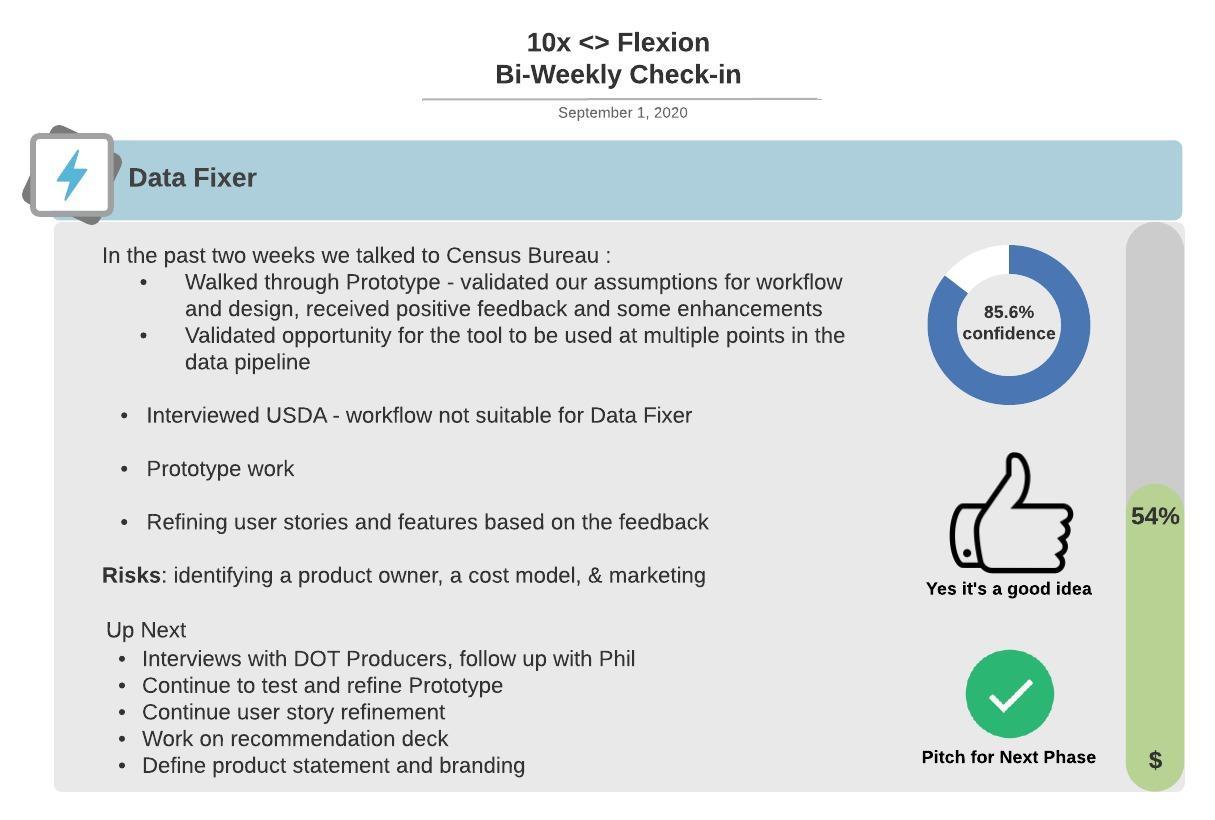 10x <> Flexion
Bi-Weekly Check-in
September 1, 2020
Data Fixer
In the past two weeks we talked to Census Bureau :
• Walked through Prototype - validated our assumptions for workflow
and design, received positive feedback and some enhancements
• Validated opportunity for the tool to be used at multiple points in the
data pipeline
• Interviewed USDA - workflow not suitable for Data Fixer
• Prototype work
• Refining user stories and features based on the feedback
Risks: identifying a product owner, a cost model, & marketing
Up Next
• Interviews with DOT Producers, follow up with Phil
• Continue to test and refine Prototype
• Continue user story refinement
• Work on recommendation deck
• Define product statement and branding
85.6%
confidence
Yes it's a good idea
Pitch for Next Phase
54%
$